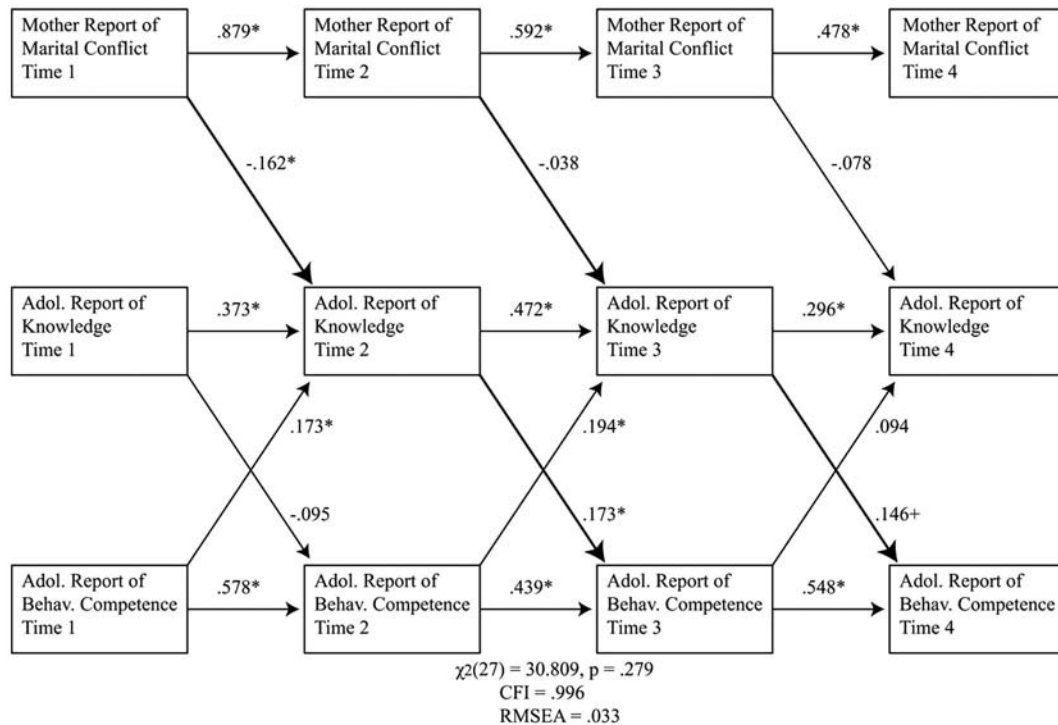 Mother Report of
Marital Conflict
Time 1
.879*
Mother Report of
Marital Conflict
Time 2
.592*
Mother Report of
Marital Conflict
Time 3
.478*
Mother Report of
Marital Conflict
Time 4
-.162*
-.038
-.078
Adol. Report of
Knowledge
Time 1
.373*
Adol. Report of
Knowledge
Time 2
.472*
Adol. Report of
Knowledge
Time 3
.296*
Adol. Report of
Knowledge
Time 4
.173*
.194*
.094
-.095
.173*
.146+
Adol. Report of
Behav. Competence
Time 1
.578*
Adol. Report of
Behav. Competence
Time 2
.439*
Adol. Report of
Behav. Competence
Time 3
.548*
Adol. Report of
Behav. Competence
Time 4
χ2(27) = 30.809, p = .279
CFI = .996
RMSEA = .033